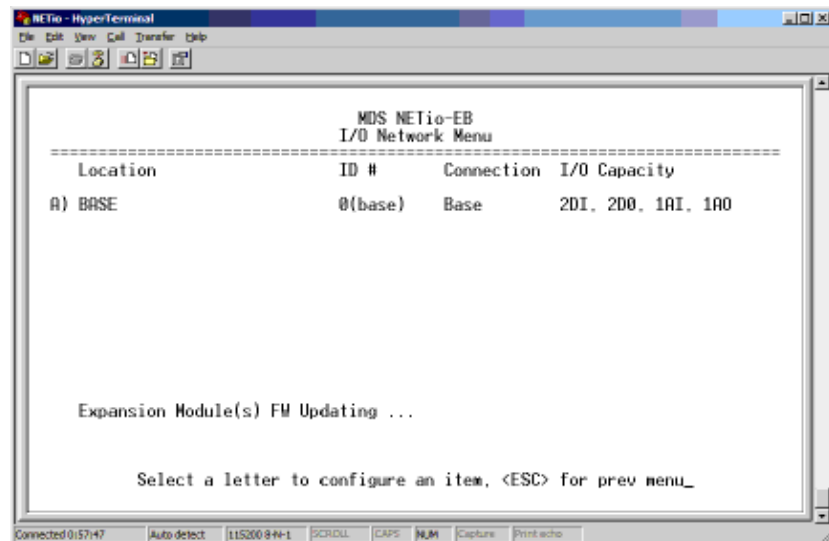 NETio - HyperTerminal
File Edit View Call Transfer Help
MDS NETio-EB
I/O Network Menu
================================================================================
Location ID # Connection I/O Capacity
A) BASE 0(base) Base 2DI, 2DO, 1AI, 1AO
Expansion Module(s) FW Updating ...
Select a letter to configure an item, <ESC> for prev menu_
Connected 0:57:47 Auto detect 115200 8-N-1 SCROLL CAPS NUM Capture Print echo